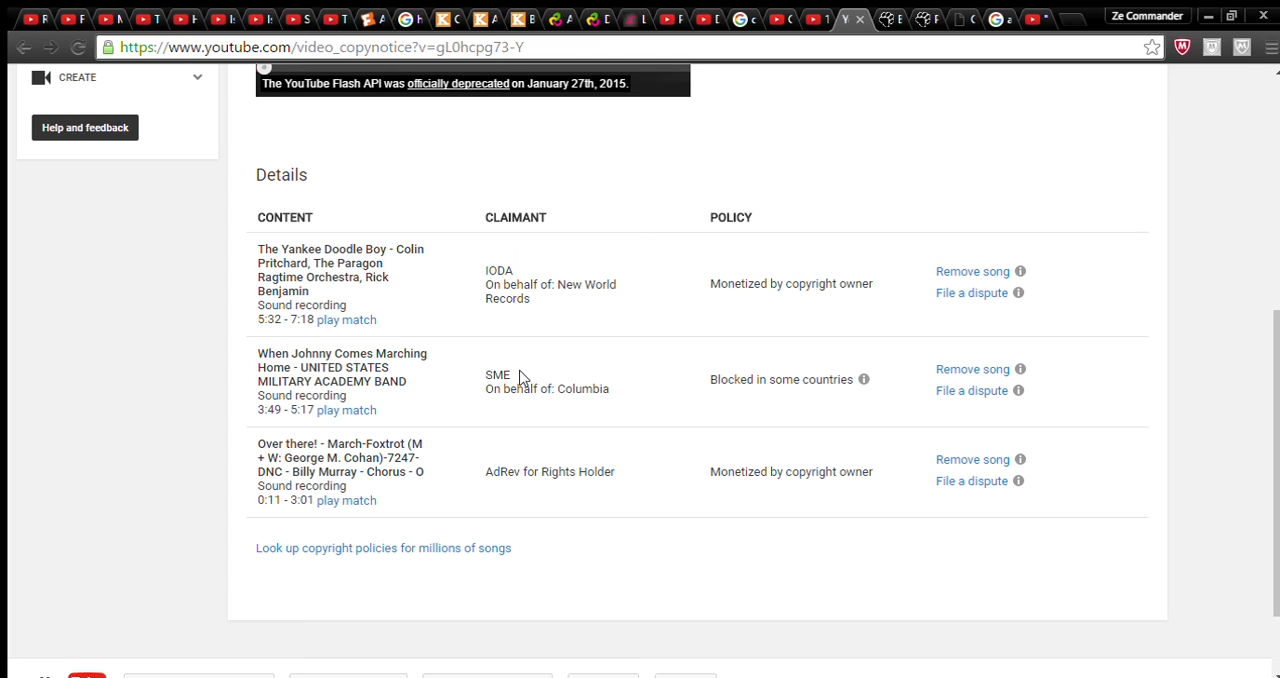 R
F
M
T
F
Is
Is
S
T
A
h
C
A
B
A
D
L
F
D
c
C
1
Y
E
F
C
a
"
Ze Commander
https://www.youtube.com/video_copynotice?v=gL0hcpg73-Y
CREATE
Help and feedback
The YouTube Flash API was officially deprecated on January 27th, 2015.
Details
CONTENT CLAIMANT POLICY
The Yankee Doodle Boy - Colin
Pritchard, The Paragon
Ragtime Orchestra, Rick
Benjamin
Sound recording
5:32 - 7:18 play match
IODA
On behalf of: New World
Records
Monetized by copyright owner
Remove song
File a dispute
When Johnny Comes Marching
Home - UNITED STATES
MILITARY ACADEMY BAND
Sound recording
3:49 - 5:17 play match
SME
On behalf of: Columbia
Blocked in some countries
Remove song
File a dispute
Over there! - March-Foxtrot (M
+ W: George M. Cohan)-7247-
DNC - Billy Murray - Chorus - O
Sound recording
0:11 - 3:01 play match
AdRev for Rights Holder
Monetized by copyright owner
Remove song
File a dispute
Look up copyright policies for millions of songs